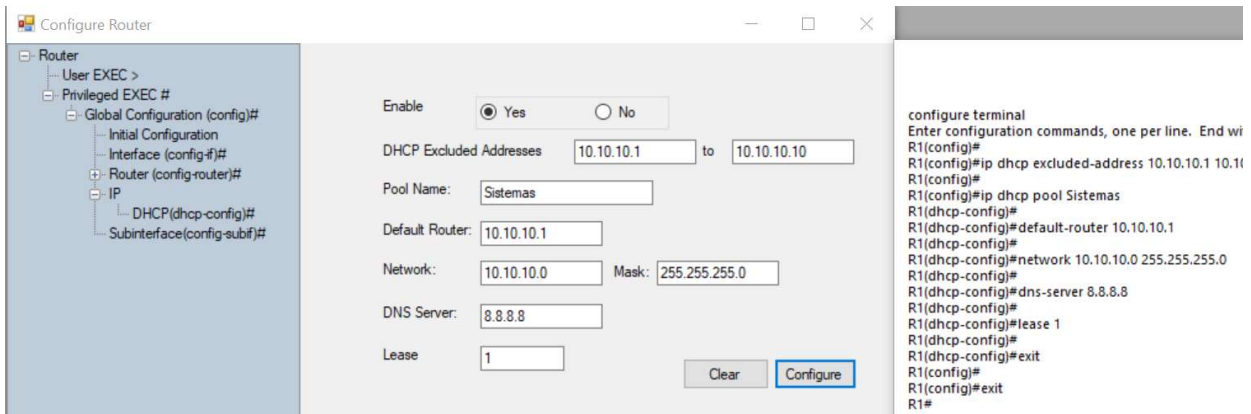 Configure Router
Router
User EXEC >
Privileged EXEC #
Global Configuration (config)#
Initial Configuration
Interface (config-if)#
Router (config-router)#
IP
DHCP(dhcp-config)#
Subinterface(config-subif)#
Enable Yes No
DHCP Excluded Addresses 10.10.10.1 to 10.10.10.10
Pool Name: Sistemas
Default Router: 10.10.10.1
Network: 10.10.10.0 Mask: 255.255.255.0
DNS Server: 8.8.8.8
Lease 1
Clear Configure
configure terminal
Enter configuration commands, one per line. End
R1(config)#
R1(config)#ip dhcp excluded-address 10.10.10.1
R1(config)#
R1(config)#ip dhcp pool Sistemas
R1(dhcp-config)#
R1(dhcp-config)#default-router 10.10.10.1
R1(dhcp-config)#
R1(dhcp-config)#network 10.10.10.0 255.255.255.0
R1(dhcp-config)#
R1(dhcp-config)#dns-server 8.8.8.8
R1(dhcp-config)#
R1(dhcp-config)#lease 1
R1(dhcp-config)#
R1(dhcp-config)#exit
R1(config)#
R1(config)#exit
R1#